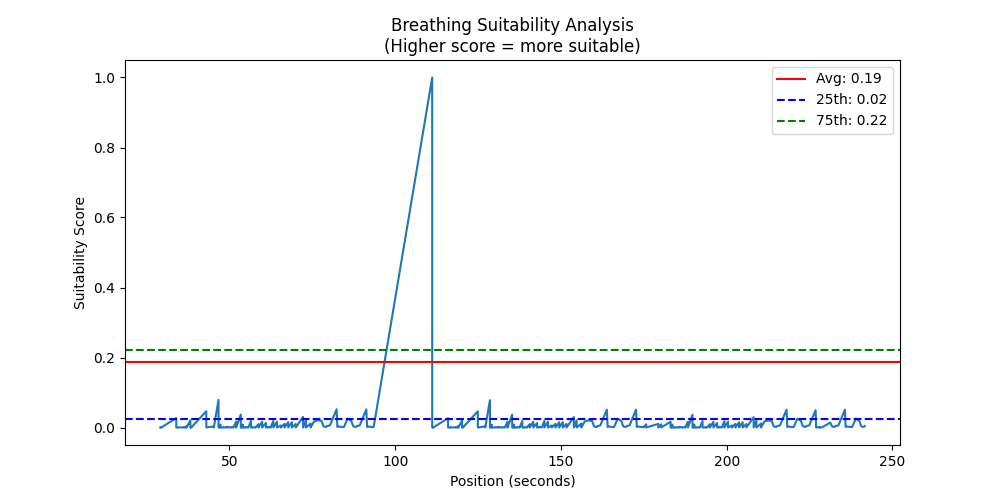 Breathing Suitability Analysis
(Higher score = more suitable)
Avg: 0.19
25th: 0.02
75th: 0.22
1.0
0.8
0.6
0.4
0.2
0.0
Suitability Score
50
100
150
200
250
Position (seconds)